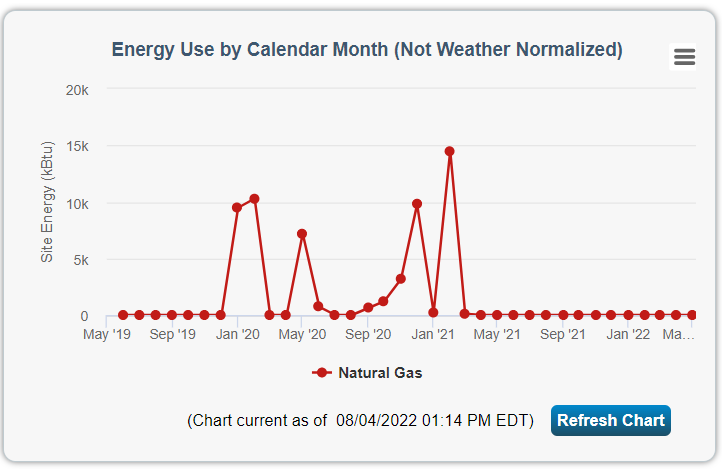 Energy Use by Calendar Month (Not Weather Normalized)
20k
15k
10k
5k
0
Site Energy (kBtu)
May '19 Sep '19 Jan '20 May '20 Sep '20 Jan '21 May '21 Sep '21 Jan '22 Ma…
Natural Gas
(Chart current as of 08/04/2022 01:14 PM EDT) Refresh Chart